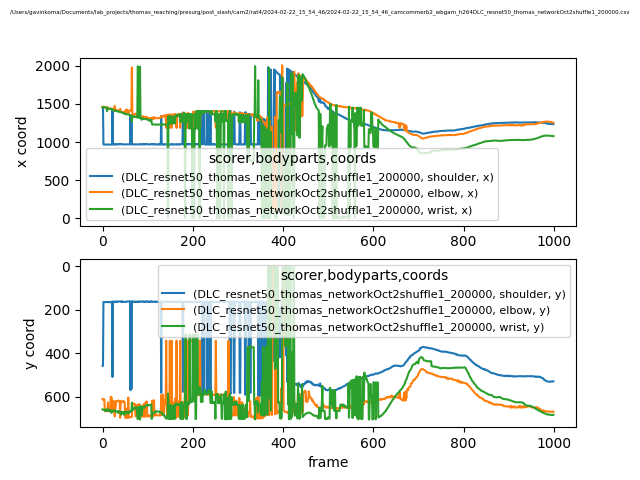 /Users/gavinkoma/Documents/lab_projects/thomas_reaching/presurg/post_slash/cam2/rat4/2024-02-22_15_54_46/2024-02-22_15_54_46_camcommerb2_wbgam_h264DLC_resnet50_thomas_networkOct2shuffle1_200000.csv
2000
1500
1000
500
0
x coord
scorer,bodyparts,coords
(DLC_resnet50_thomas_networkOct2shuffle1_200000, shoulder, x)
(DLC_resnet50_thomas_networkOct2shuffle1_200000, elbow, x)
(DLC_resnet50_thomas_networkOct2shuffle1_200000, wrist, x)
0 200 400 600 800 1000
0
200
400
600
y coord
scorer,bodyparts,coords
(DLC_resnet50_thomas_networkOct2shuffle1_200000, shoulder, y)
(DLC_resnet50_thomas_networkOct2shuffle1_200000, elbow, y)
(DLC_resnet50_thomas_networkOct2shuffle1_200000, wrist, y)
0 200 400 600 800 1000
frame